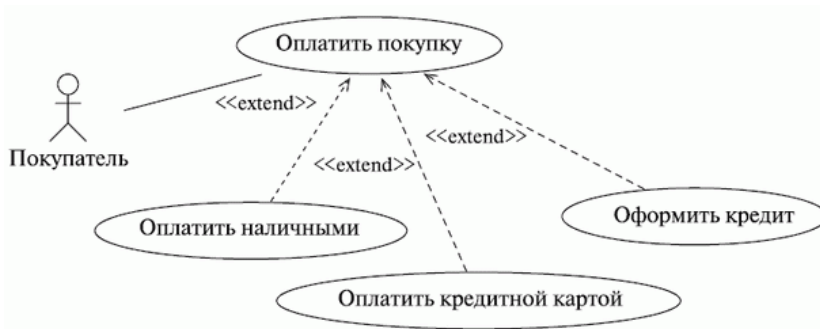 Оплатить покупку
<<extend>>
Покупатель
<<extend>>
<<extend>>
Оплатить наличными
Оформить кредит
Оплатить кредитной картой